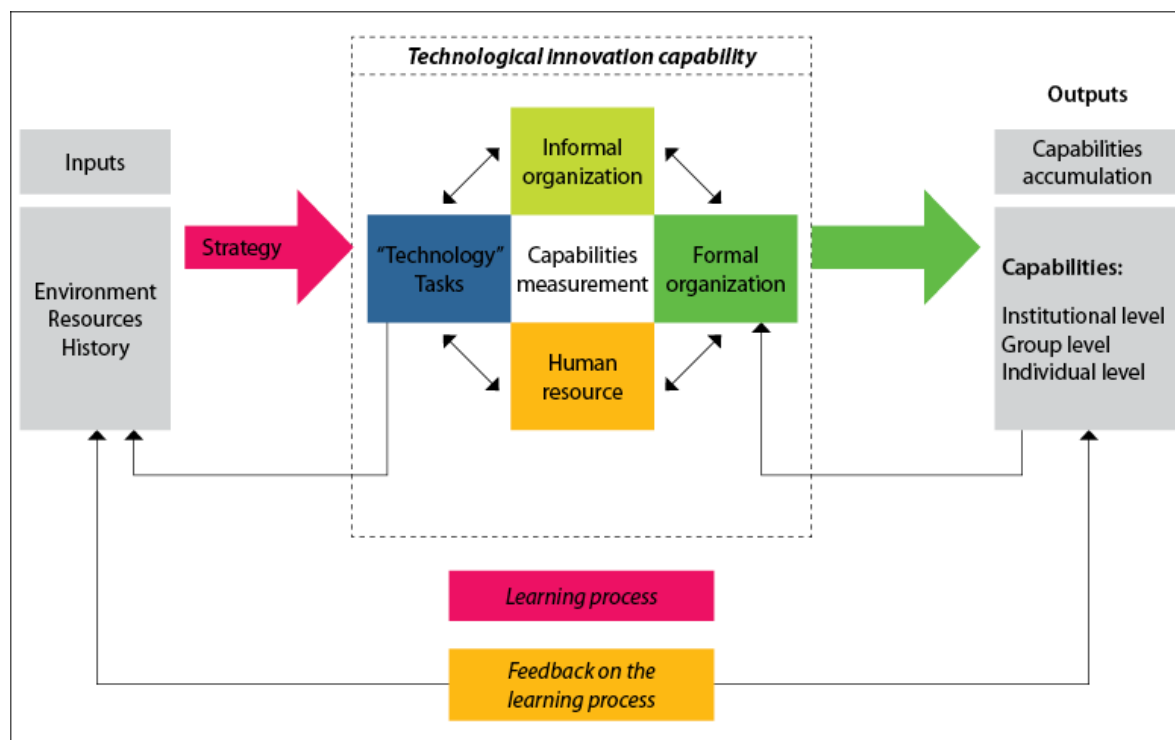 Technological innovation capability
Outputs
Inputs
Informal
organization
Capabilities
accumulation
Strategy
“Technology”
Tasks
Capabilities
measurement
Formal
organization
Environment
Resources
History
Capabilities:
Institutional level
Group level
Individual level
Human
resource
Learning process
Feedback on the
learning process